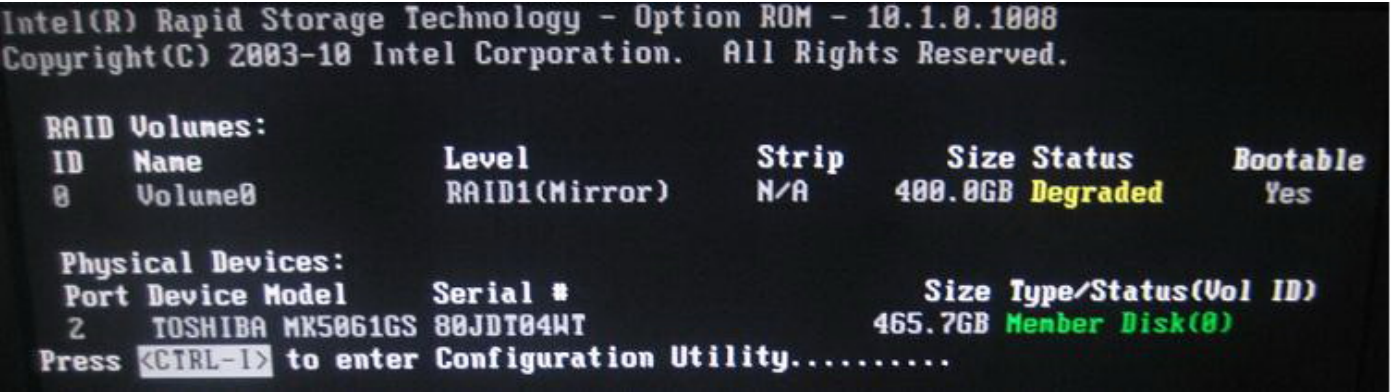 Intel(R) Rapid Storage Technology - Option ROM - 10.1.0.1008
Copyright(C) 2003-10 Intel Corporation. All Rights Reserved.
RAID Volumes:
ID Name Level Strip Size Status Bootable
0 Volume0 RAID1(Mirror) N/A 400.0GB Degraded Yes
Physical Devices:
Port Device Model Serial # Size Type/Status(Vol ID)
2 TOSHIBA MK5061GS 80JDT04WT 465.7GB Member Disk(0)
Press <CTRL-I> to enter Configuration Utility..........